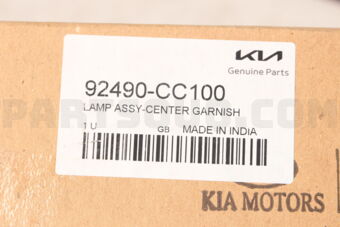 KIA
Genuine Parts
92490-CC100
LAMP ASSY-CENTER GARNISH
1 U GB MADE IN INDIA
KIA MOTORS